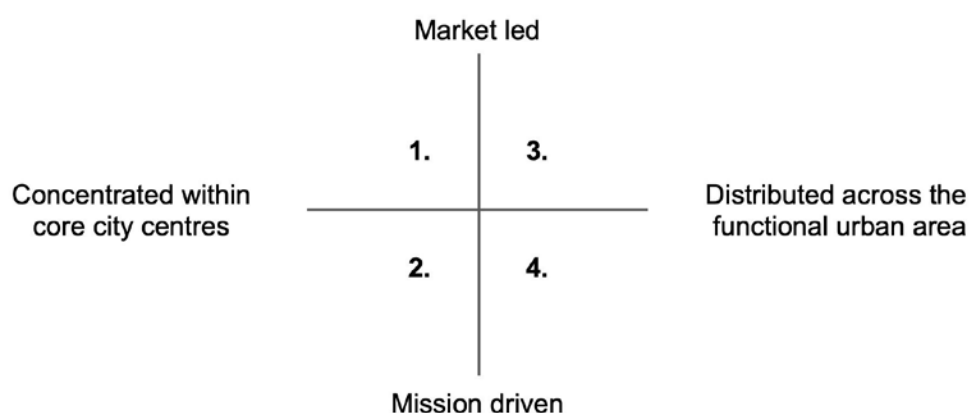 Market led
1.
3.
Concentrated within
core city centres
Distributed across the
functional urban area
2.
4.
Mission driven